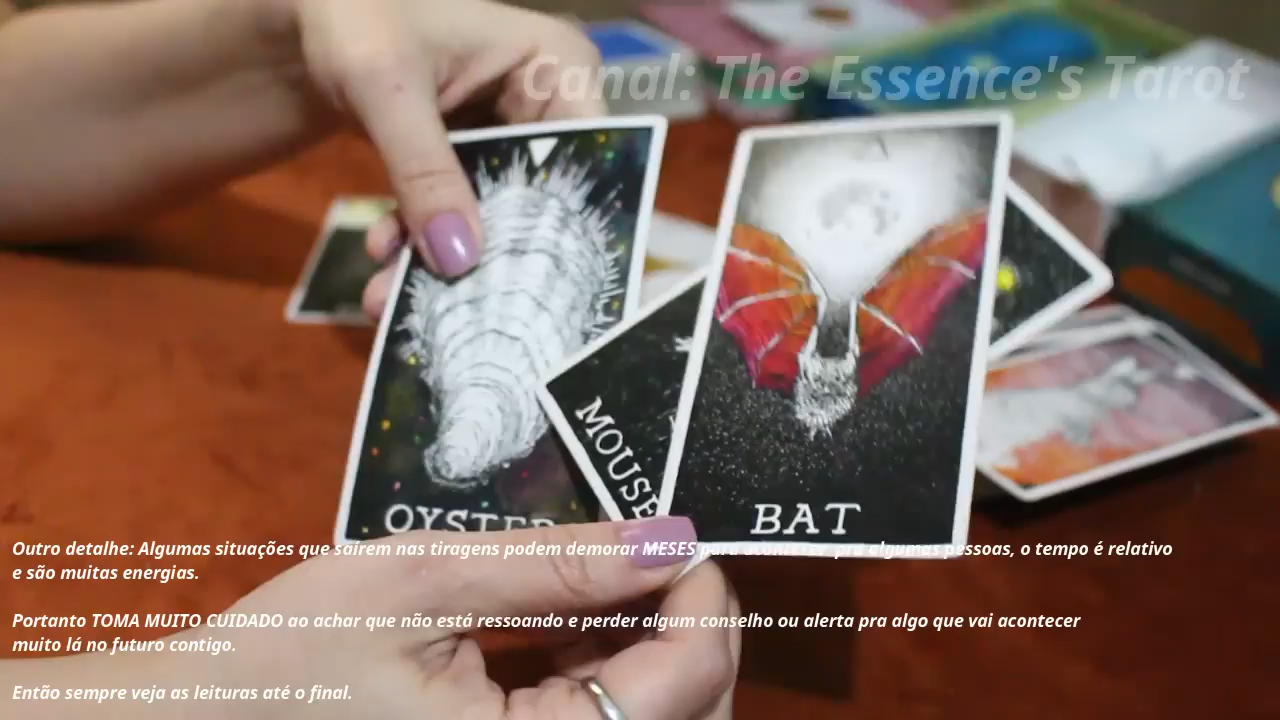 Canal: The Essence's Tarot
OYSTER
MOUSE
BAT
Outro detalhe: Algumas situações que sairem nas tiragens podem demorar MESES para acontecer pra algumas pessoas, o tempo é relativo
e são muitas energias.
Portanto TOMA MUITO CUIDADO ao achar que não está ressoando e perder algum conselho ou alerta pra algo que vai acontecer
muito lá no futuro contigo.
Então sempre veja as leituras até o final.